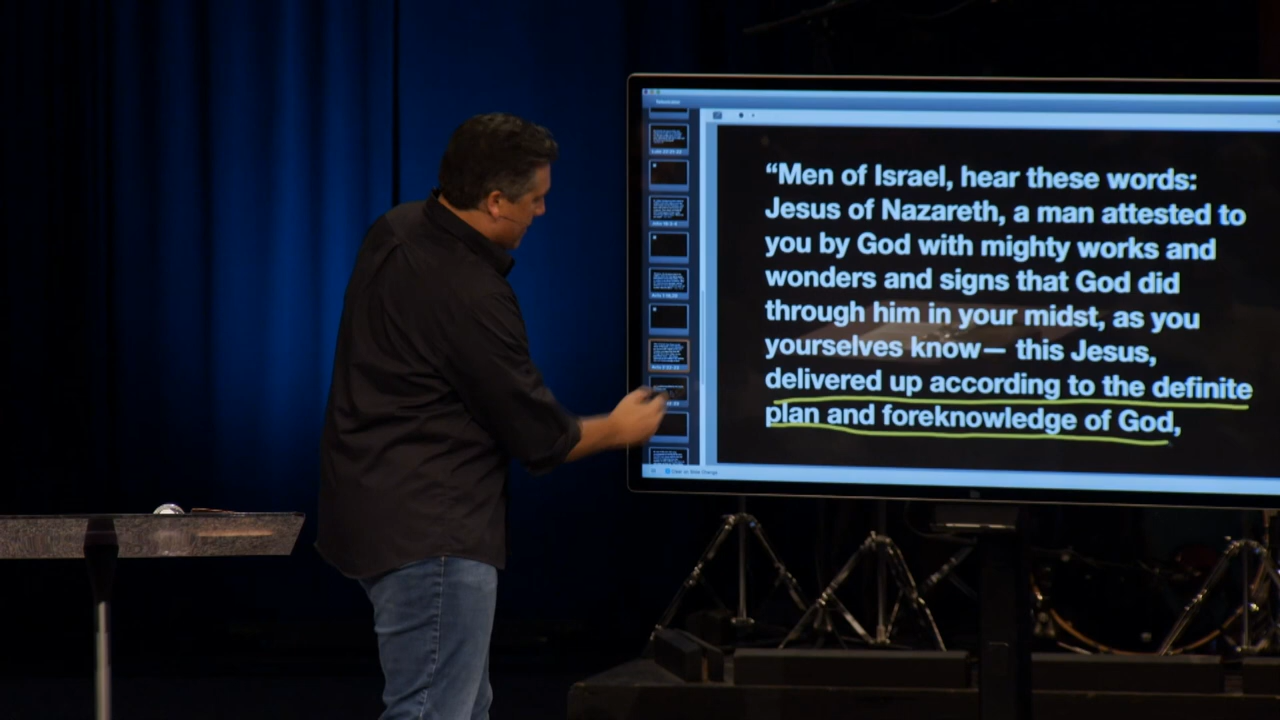 “Men of Israel, hear these words:
Jesus of Nazareth, a man attested to
you by God with mighty works and
wonders and signs that God did
through him in your midst, as you
yourselves know— this Jesus,
delivered up according to the definite
plan and foreknowledge of God,